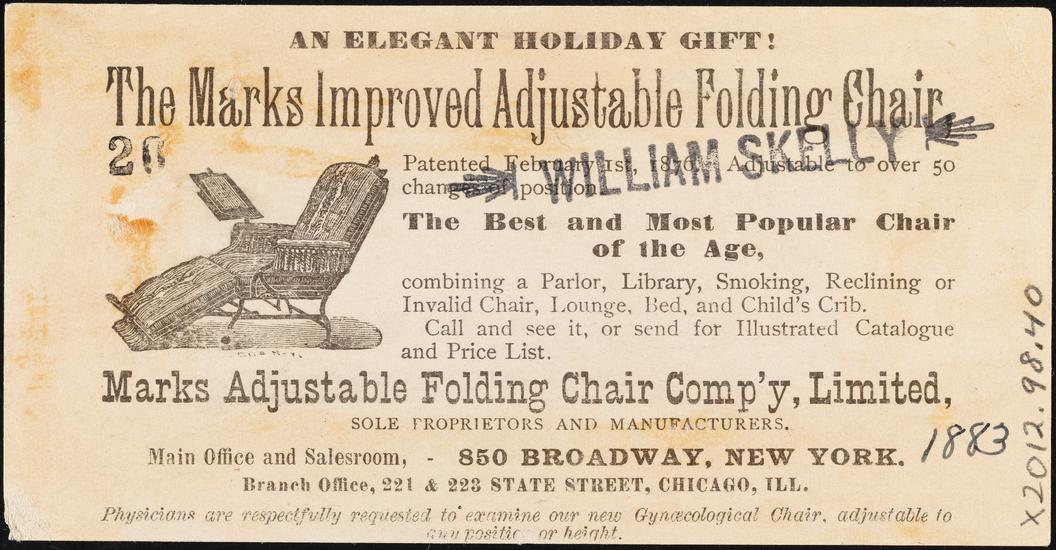 AN ELEGANT HOLIDAY GIFT!
The Marks Improved Adjustable Folding Chair,
WILLIAM SKELLY
Patented February 1st, 1876. Adjustable to over 50
changes of position.
The Best and Most Popular Chair
of the Age,
combining a Parlor, Library, Smoking, Reclining or
Invalid Chair, Lounge, Bed, and Child's Crib.
Call and see it, or send for Illustrated Catalogue
and Price List.
Marks Adjustable Folding Chair Comp'y, Limited,
SOLE PROPRIETORS AND MANUFACTURERS.
Main Office and Salesroom, - 850 BROADWAY, NEW YORK.
Branch Office, 221 & 223 STATE STREET, CHICAGO, ILL.
Physicians are respectfully requested to examine our new Gynæcological Chair, adjustable to
any position or height.
1883
X2012.98.40